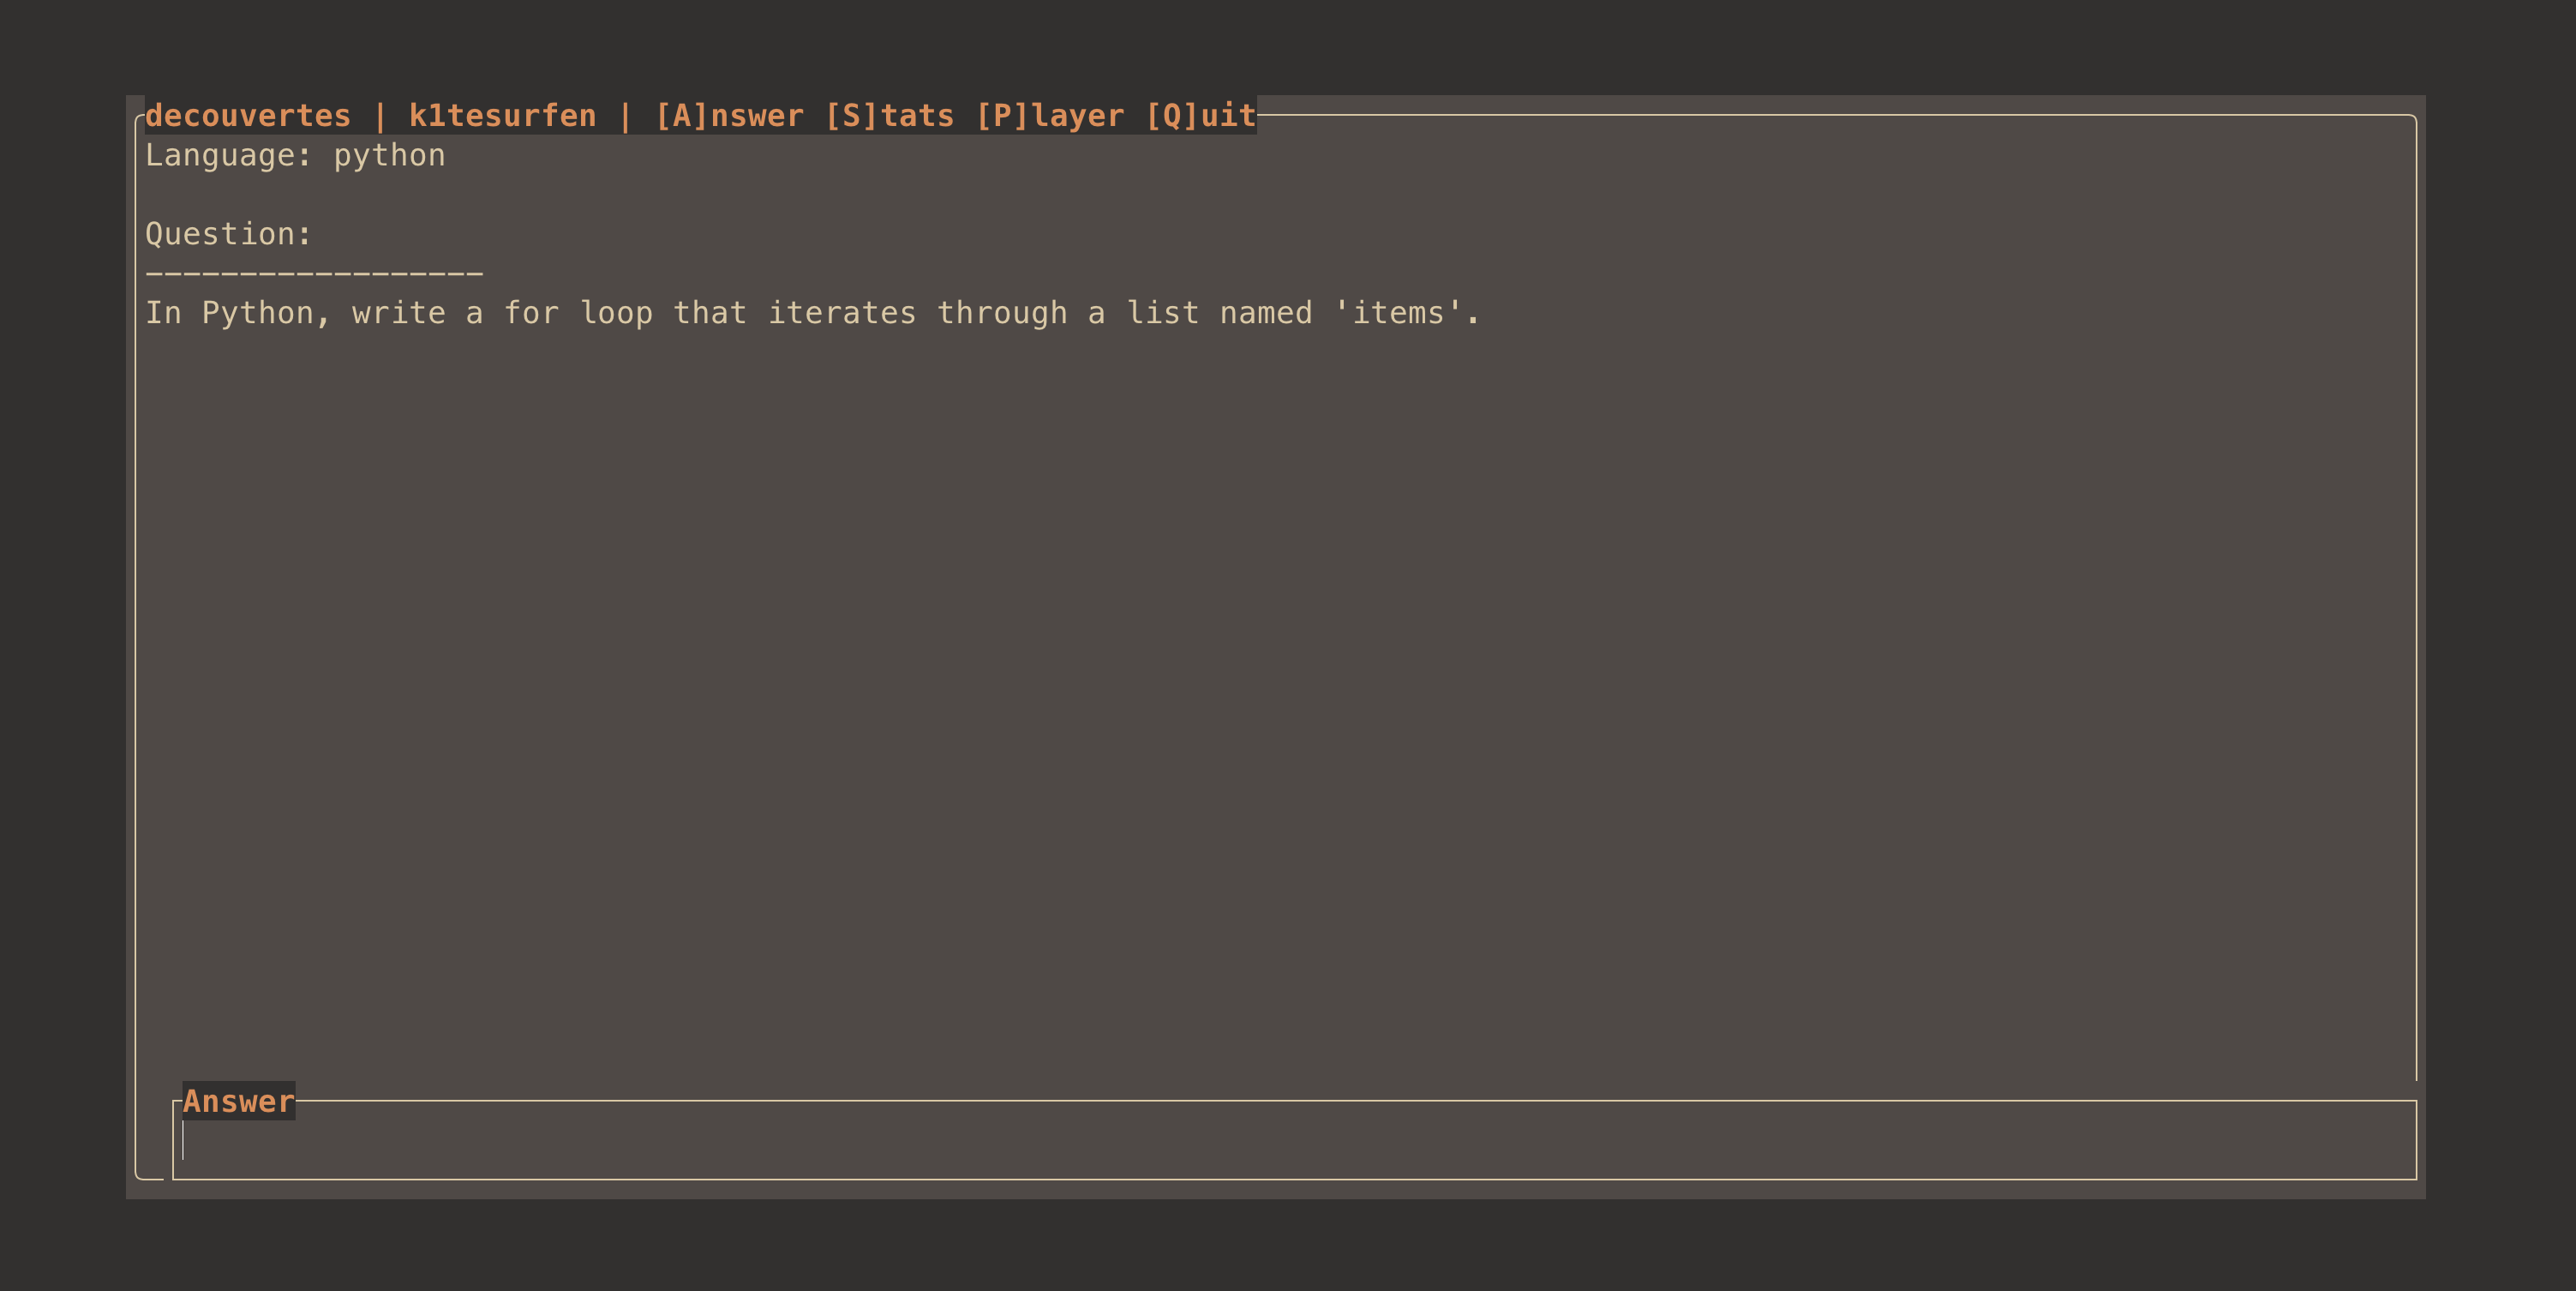 decouvertes | k1tesurfen | [A]nswer [S]tats [P]layer [Q]uit
Language: python
Question:
------------------
In Python, write a for loop that iterates through a list named 'items'.
Answer